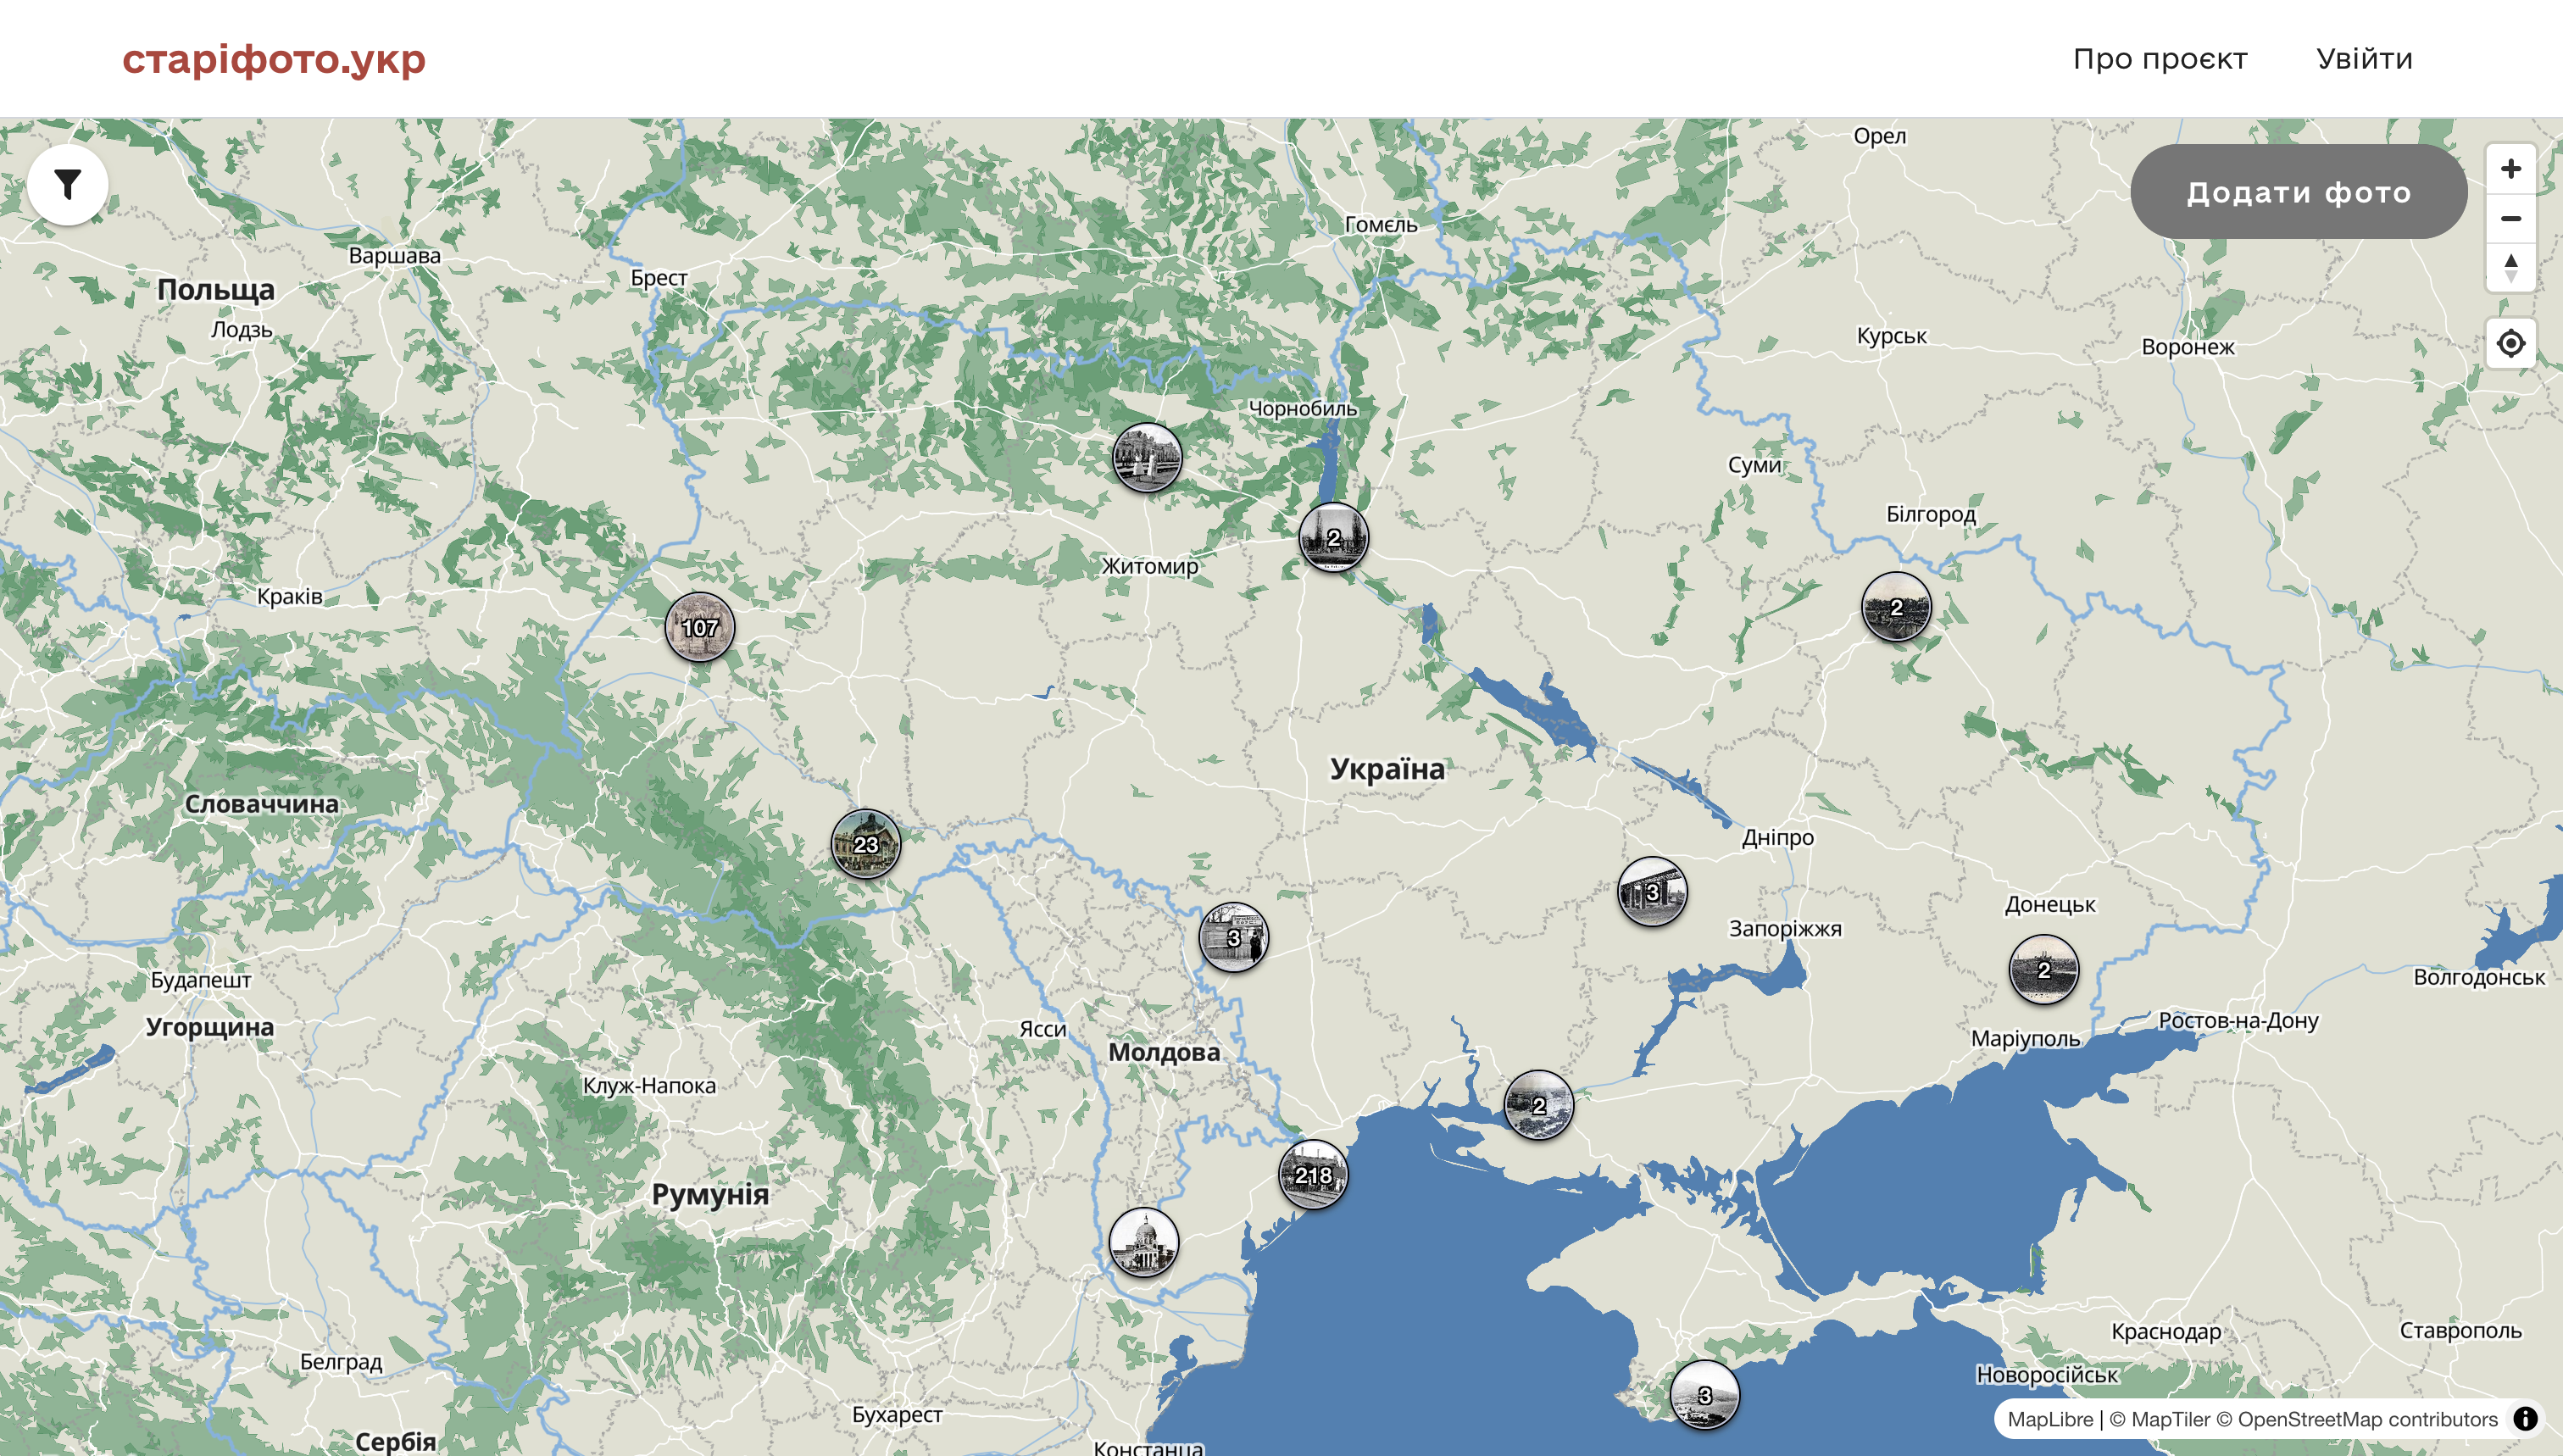 старіфото.укр
Про проєкт
Увійти
Орел
Додати фото
Гомєль
Варшава
Брест
Польща
Лодзь
Курськ
Воронеж
Чорнобиль
Суми
Білгород
2
Житомир
Краків
2
107
Україна
Словаччина
Дніпро
23
3
Донецьк
Запоріжжя
3
2
Будапешт
Волгодонськ
Угорщина
Ясси
Ростов-на-Дону
Маріуполь
Молдова
Клуж-Напока
2
218
Румунія
Краснодар
Ставрополь
Белград
Новоросійськ
3
Бухарест
MapLibre | © MapTiler © OpenStreetMap contributors
Сербія
Констанца